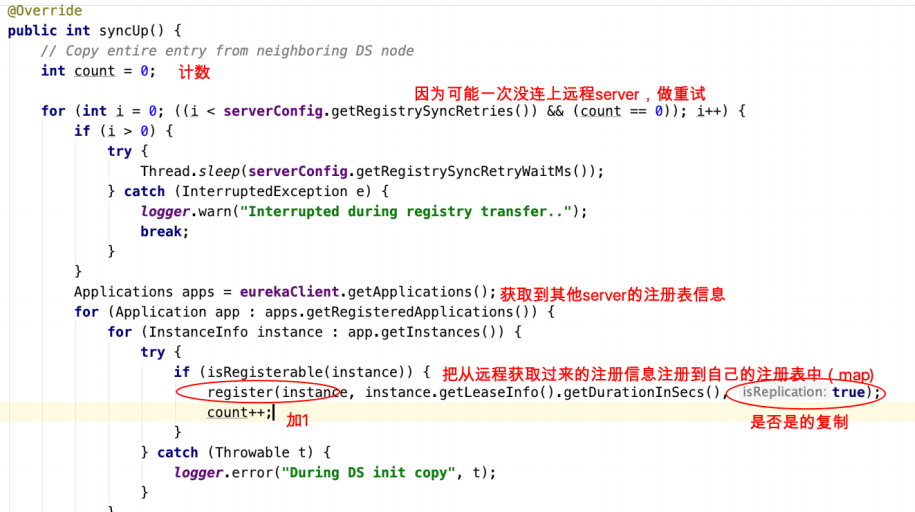 @Override
public int syncUp() {
// Copy entire entry from neighboring DS node
int count = 0; 计数
因为可能一次没连上远程server，做重试
for (int i = 0; ((i < serverConfig.getRegistrySyncRetries()) && (count == 0)); i++) {
if (i > 0) {
try {
Thread.sleep(serverConfig.getRegistrySyncRetryWaitMs());
} catch (InterruptedException e) {
logger.warn("Interrupted during registry transfer..");
break;
}
}
Applications apps = eurekaClient.getApplications(); 获取到其他server的注册表信息
for (Application app : apps.getRegisteredApplications()) {
for (InstanceInfo instance : app.getInstances()) {
try {
if (isRegisterable(instance)) { 把从远程获取过来的注册信息注册到自己的注册表中（map)
register(instance, instance.getLeaseInfo().getDurationInSecs(), isReplication: true);
count++; 加1
} 是否是的复制
} catch (Throwable t) {
logger.error("During DS init copy", t);
}
}